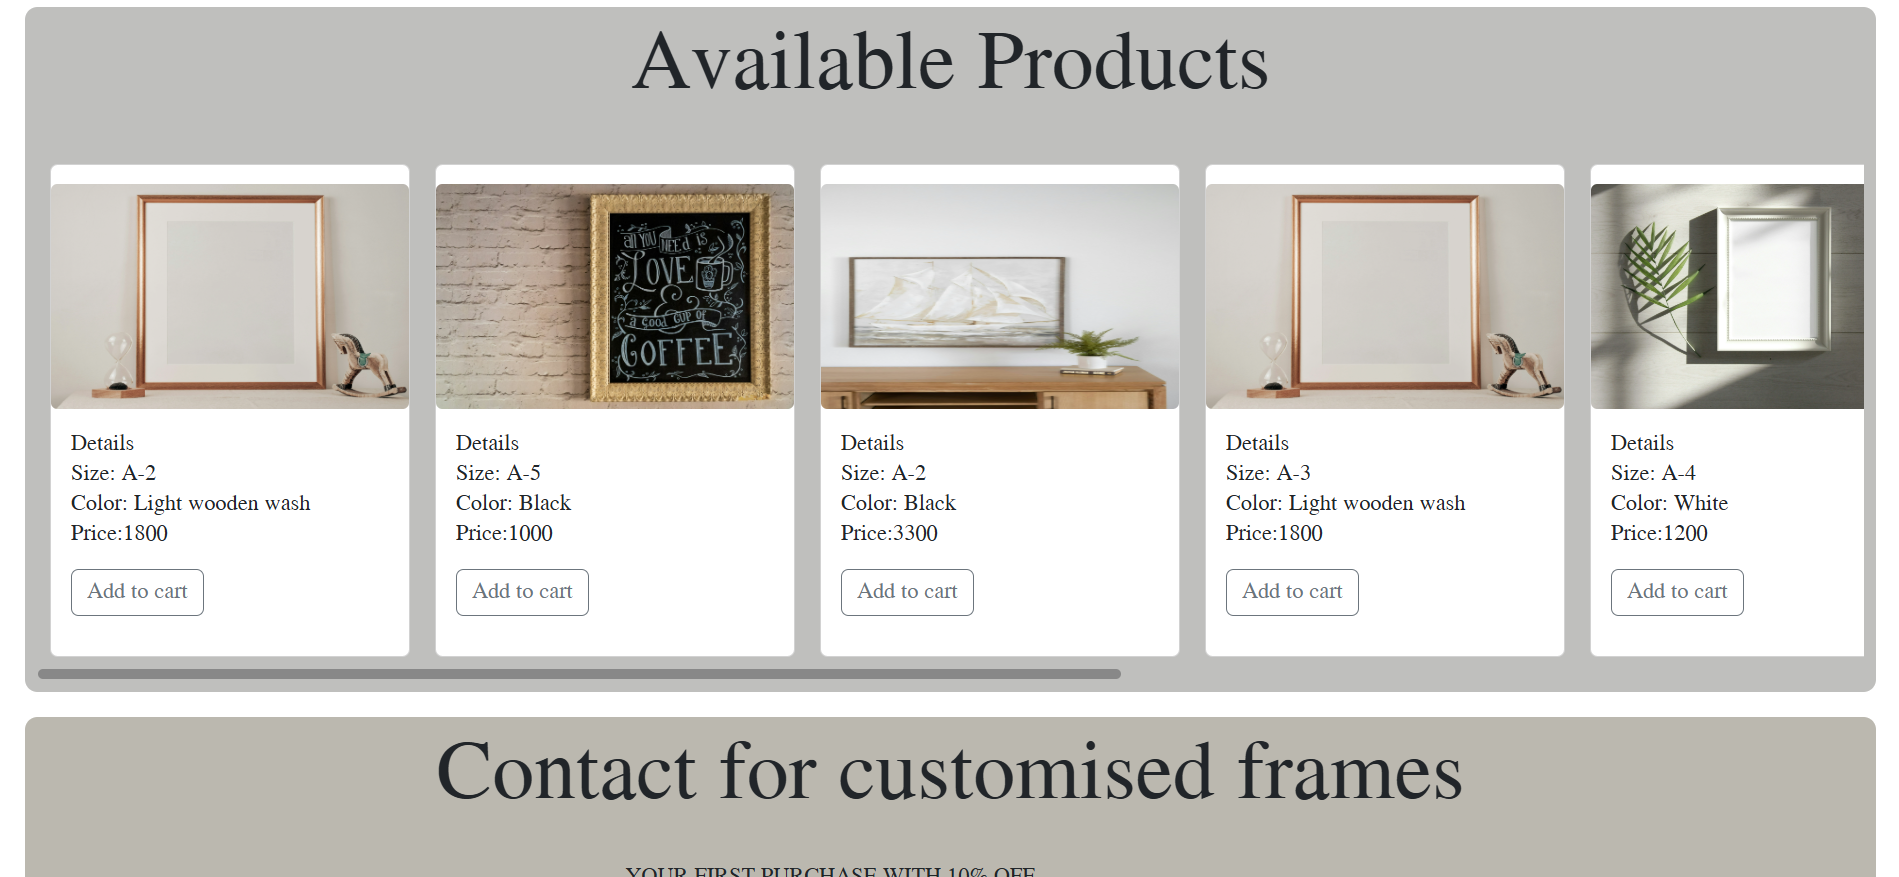 Available Products
all YOU NEEd is
LOVE
a GOOD CUP OF
COFFEE
Details
Size: A-2
Color: Light wooden wash
Price:1800
Add to cart
Details
Size: A-5
Color: Black
Price:1000
Add to cart
Details
Size: A-2
Color: Black
Price:3300
Add to cart
Details
Size: A-3
Color: Light wooden wash
Price:1800
Add to cart
Details
Size: A-4
Color: White
Price:1200
Add to cart
Contact for customised frames
YOUR FIRST PURCHASE WITH 10% OFF